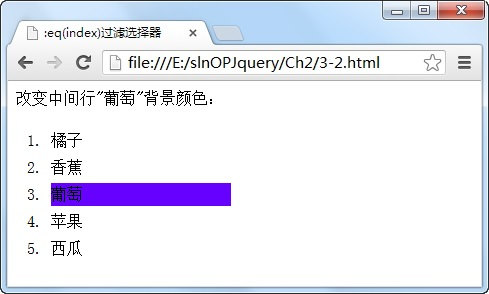 :eq(index)过滤选择器
file:///E:/slnOPJquery/Ch2/3-2.html
改变中间行"葡萄"背景颜色：
1. 橘子
2. 香蕉
3. 葡萄
4. 苹果
5. 西瓜